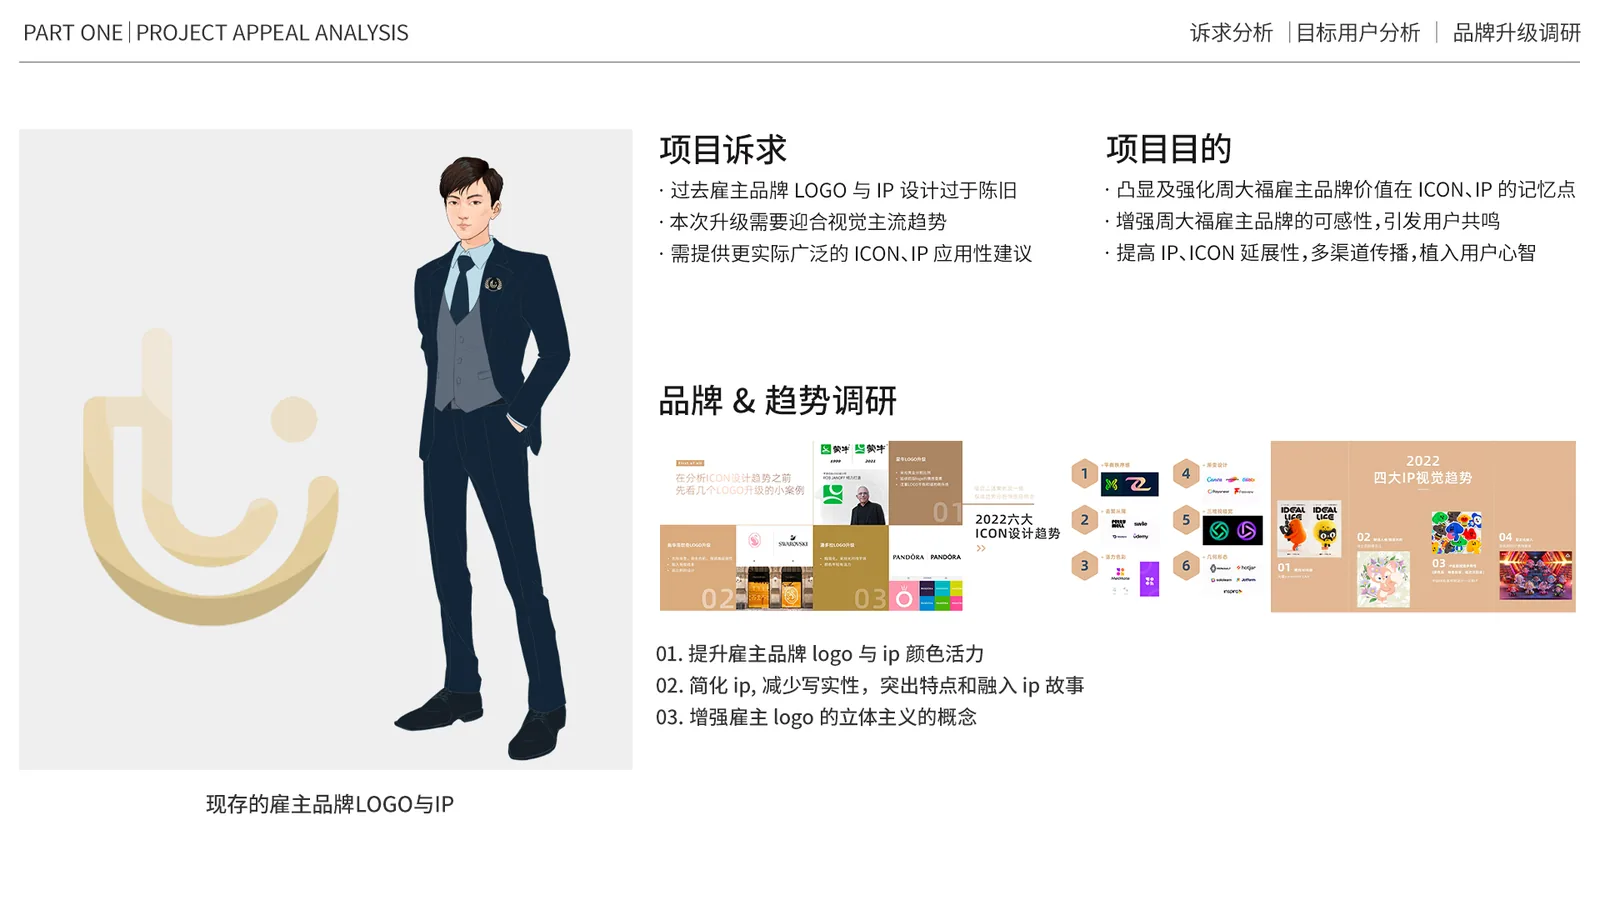 PART ONE | PROJECT APPEAL ANALYSIS
诉求分析 | 目标用户分析 | 品牌升级调研
项目诉求
· 过去雇主品牌 LOGO 与 IP 设计过于陈旧
· 本次升级需要迎合视觉主流趋势
· 需提供更实际广泛的 ICON、IP 应用性建议
项目目的
· 凸显及强化周大福雇主品牌价值在 ICON、IP 的记忆点
· 增强周大福雇主品牌的可感性，引发用户共鸣
· 提高 IP、ICON 延展性，多渠道传播，植入用户心智
品牌 & 趋势调研
在分析ICON设计趋势之前
先看几个LOGO升级的小案例
蒙牛 蒙牛
01
02
SWAROVSKI
03
PANDÖRA PANDÖRA
2022六大
ICON设计趋势
1
2
3
4
5
6
2022
四大IP视觉趋势
IDEAL LIFE IDEAL LIFE
01
02
03
04
01. 提升雇主品牌 logo 与 ip 颜色活力
02. 简化 ip, 减少写实性，突出特点和融入 ip 故事
03. 增强雇主 logo 的立体主义的概念
现存的雇主品牌LOGO与IP